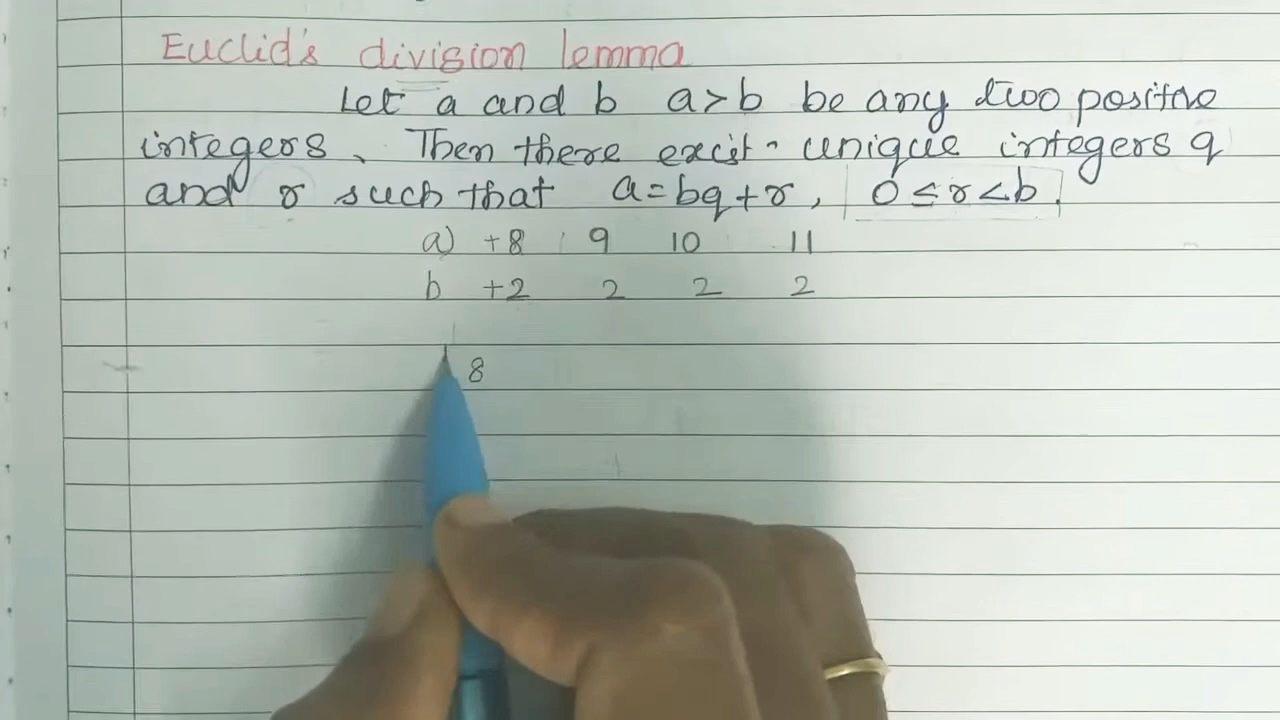 Euclid's division lemma
Let a and b a>b be any two positive
integers, Then there excist unique integers q
and r such that a=bq+r, 0≤r<b.
a) +8 9 10 11
b +2 2 2 2
8